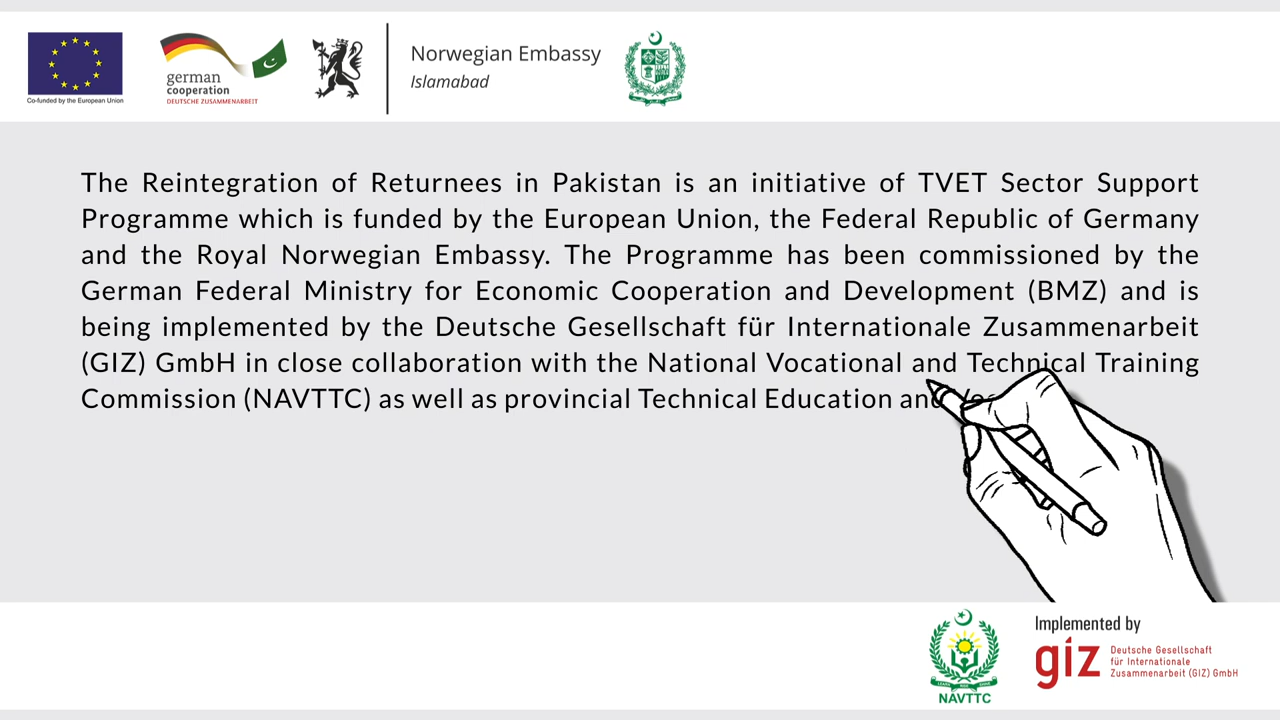 Co-funded by the European Union
german
cooperation
DEUTSCHE ZUSAMMENARBEIT
Norwegian Embassy
Islamabad
The Reintegration of Returnees in Pakistan is an initiative of TVET Sector Support
Programme which is funded by the European Union, the Federal Republic of Germany
and the Royal Norwegian Embassy. The Programme has been commissioned by the
German Federal Ministry for Economic Cooperation and Development (BMZ) and is
being implemented by the Deutsche Gesellschaft für Internationale Zusammenarbeit
(GIZ) GmbH in close collaboration with the National Vocational and Technical Training
Commission (NAVTTC) as well as provincial Technical Education and
NAVTTC
Implemented by
giz
Deutsche Gesellschaft
für Internationale
Zusammenarbeit (GIZ) GmbH